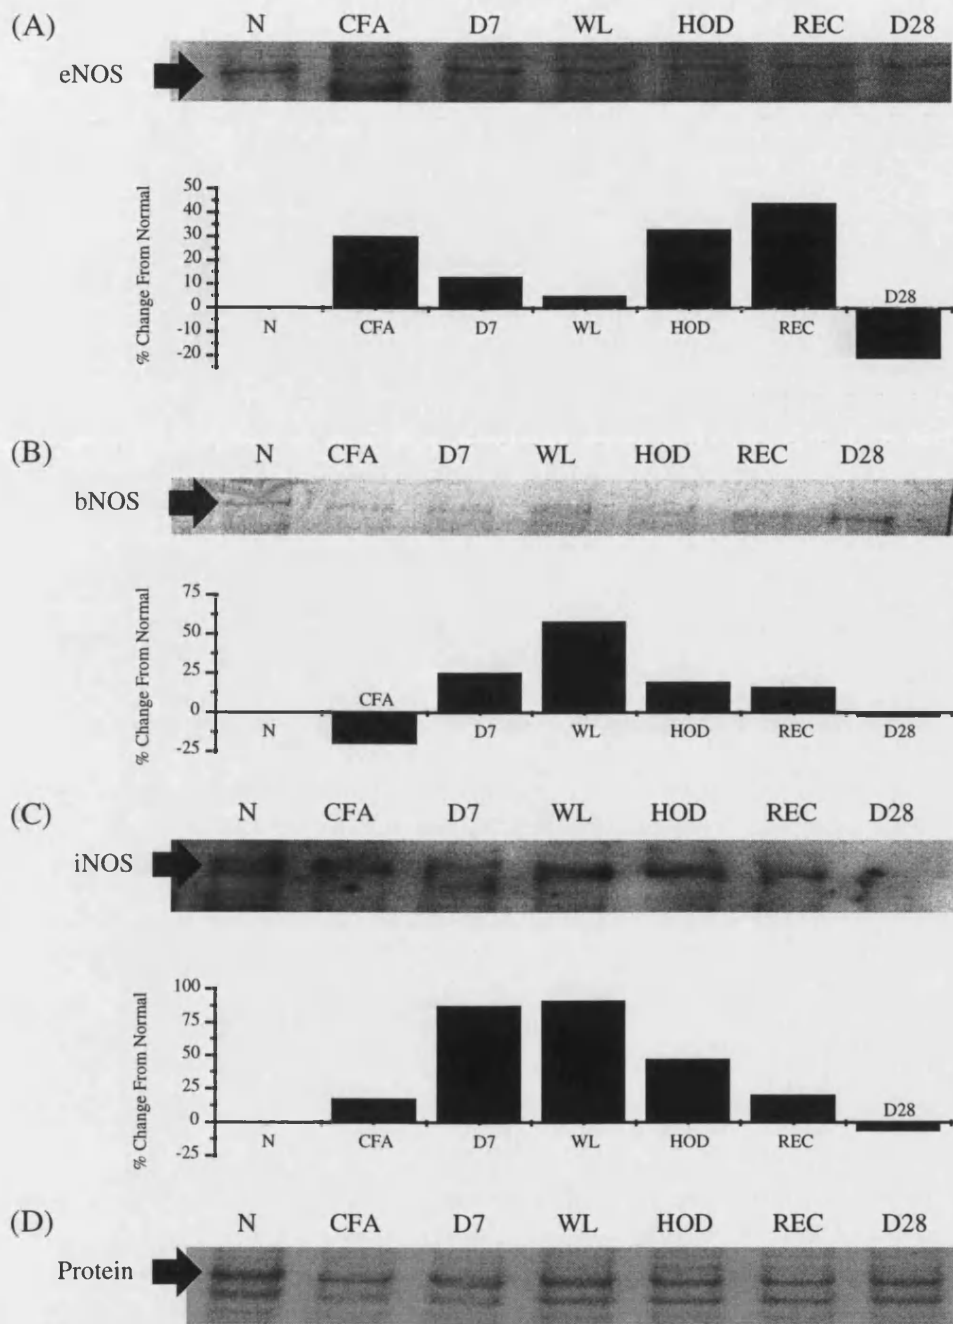 (A)
N CFA D7 WL HOD REC D28
eNOS
% Change From Normal
50
40
30
20
10
0
-10
-20
N CFA D7 WL HOD REC D28
(B)
N CFA D7 WL HOD REC D28
bNOS
% Change From Normal
75
50
25
0
-25
N CFA D7 WL HOD REC D28
(C)
N CFA D7 WL HOD REC D28
iNOS
% Change From Normal
100
75
50
25
0
-25
N CFA D7 WL HOD REC D28
(D)
N CFA D7 WL HOD REC D28
Protein